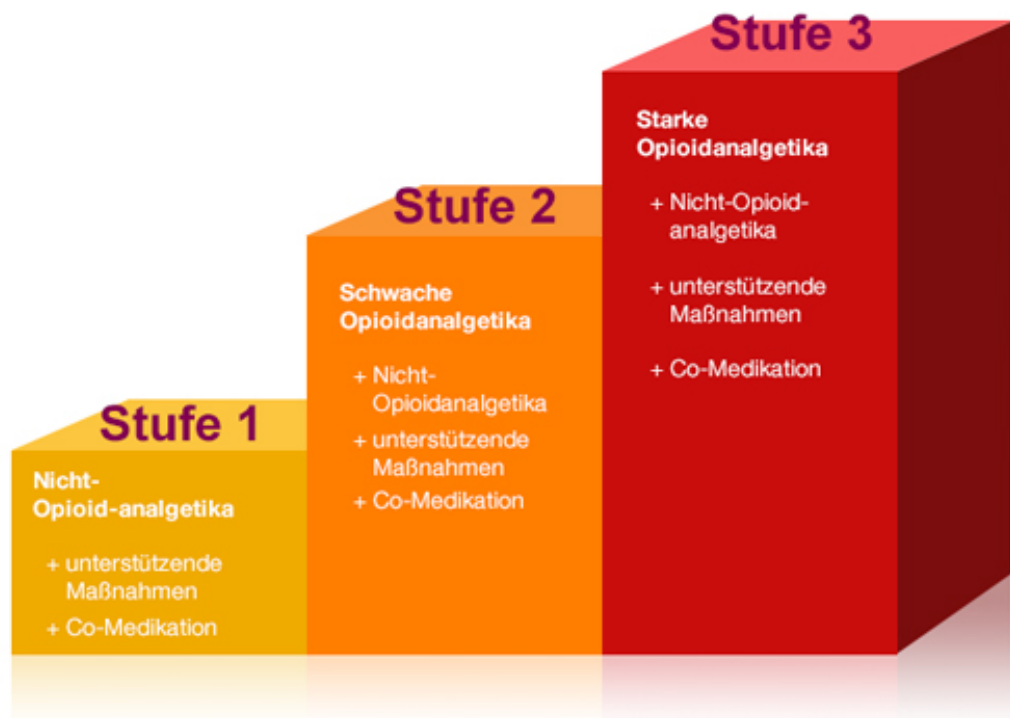 Stufe 1
Nicht-
Opioid-analgetika
+ unterstützende
Maßnahmen
+ Co-Medikation
Stufe 2
Schwache
Opioidanalgetika
+ Nicht-
Opioidanalgetika
+ unterstützende
Maßnahmen
+ Co-Medikation
Stufe 3
Starke
Opioidanalgetika
+ Nicht-Opioid-
analgetika
+ unterstützende
Maßnahmen
+ Co-Medikation